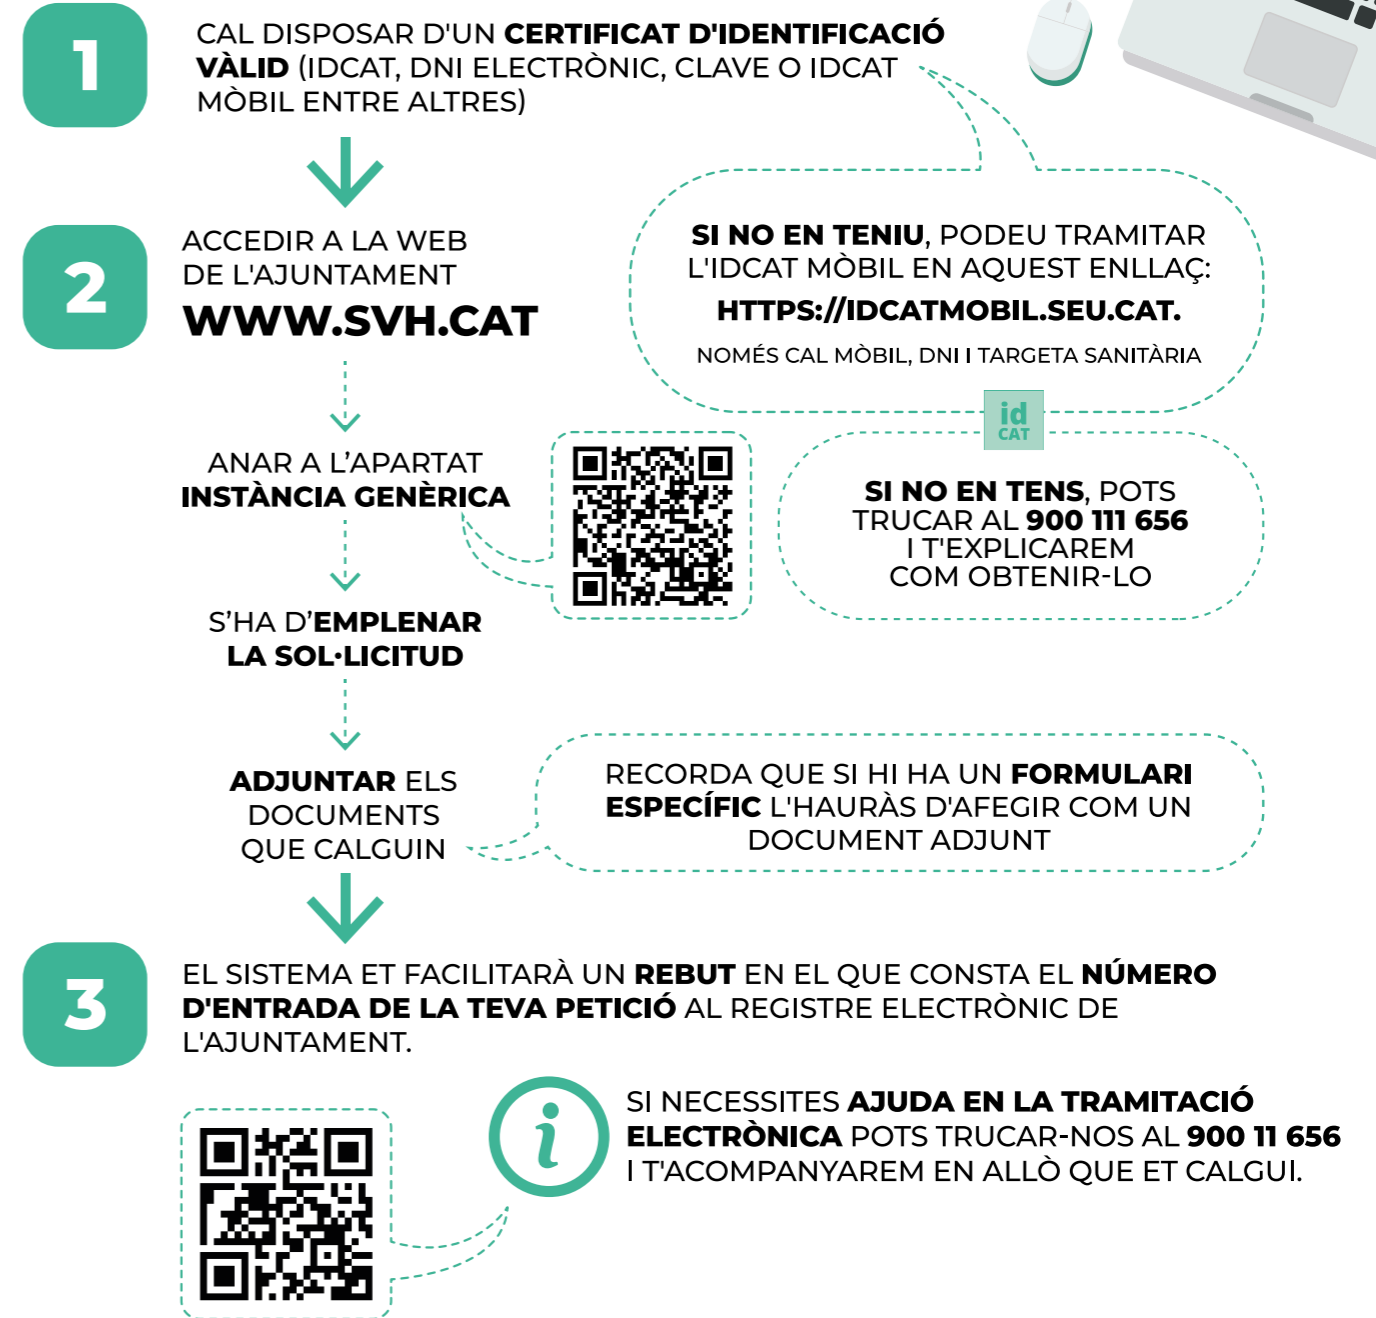 1
CAL DISPOSAR D'UN CERTIFICAT D'IDENTIFICACIÓ
VÀLID (IDCAT, DNI ELECTRÒNIC, CLAVE O IDCAT
MÒBIL ENTRE ALTRES)
SI NO EN TENIU, PODEU TRAMITAR
L'IDCAT MÒBIL EN AQUEST ENLLAÇ:
HTTPS://IDCATMOBIL.SEU.CAT.
NOMÉS CAL MÒBIL, DNI I TARGETA SANITÀRIA
id
CAT
SI NO EN TENS, POTS
TRUCAR AL 900 111 656
I T'EXPLICAREM
COM OBTENIR-LO
2
ACCEDIR A LA WEB
DE L'AJUNTAMENT
WWW.SVH.CAT
ANAR A L’APARTAT
INSTÀNCIA GENÈRICA
S’HA D’EMPLENAR
LA SOL·LICITUD
ADJUNTAR ELS
DOCUMENTS
QUE CALGUIN
RECORDA QUE SI HI HA UN FORMULARI
ESPECÍFIC L'HAURÀS D'AFEGIR COM UN
DOCUMENT ADJUNT
3
EL SISTEMA ET FACILITARÀ UN REBUT EN EL QUE CONSTA EL NÚMERO
D'ENTRADA DE LA TEVA PETICIÓ AL REGISTRE ELECTRÒNIC DE
L'AJUNTAMENT.
i
SI NECESSITES AJUDA EN LA TRAMITACIÓ
ELECTRÒNICA POTS TRUCAR-NOS AL 900 11 656
I T'ACOMPANYAREM EN ALLÒ QUE ET CALGUI.